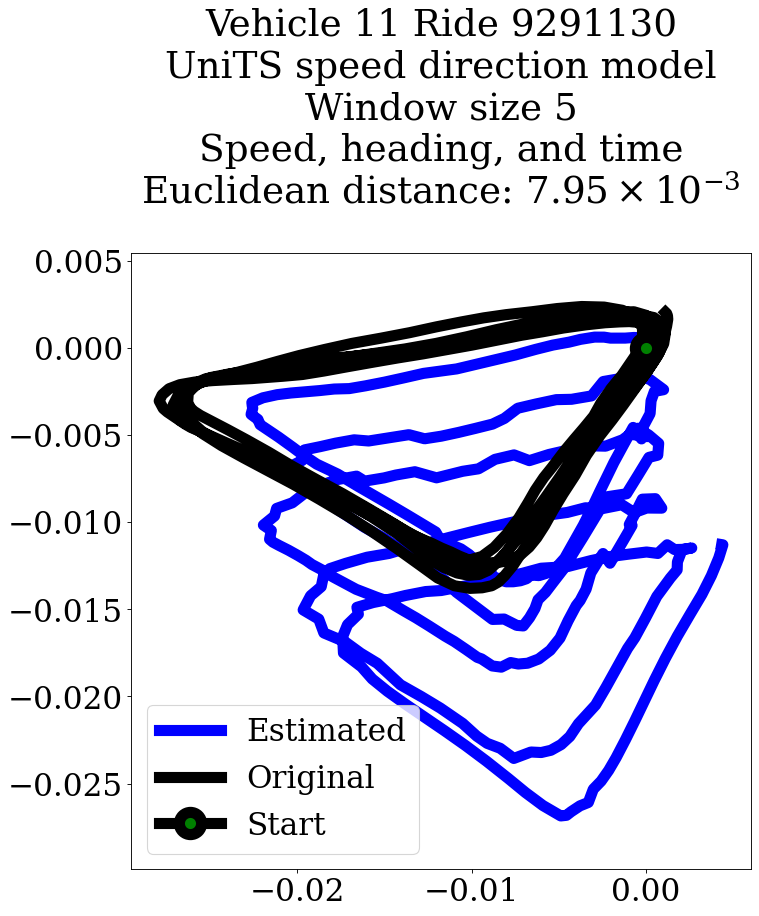 Vehicle 11 Ride 9291130
UniTS speed direction model
Window size 5
Speed, heading, and time
Euclidean distance: 7.95 × 10⁻³
0.005
0.000
−0.005
−0.010
−0.015
−0.020
−0.025
Estimated
Original
Start
−0.02 −0.01 0.00